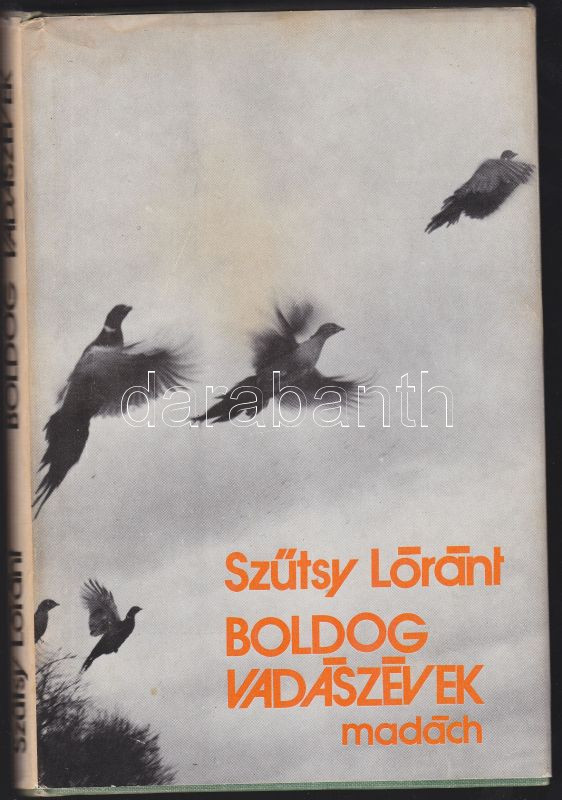 BOLDOG VADÁSZÉVEK
Szűtsy Lóránt
darabanth
Szűtsy Lóránt
BOLDOG
VADÁSZÉVEK
madách